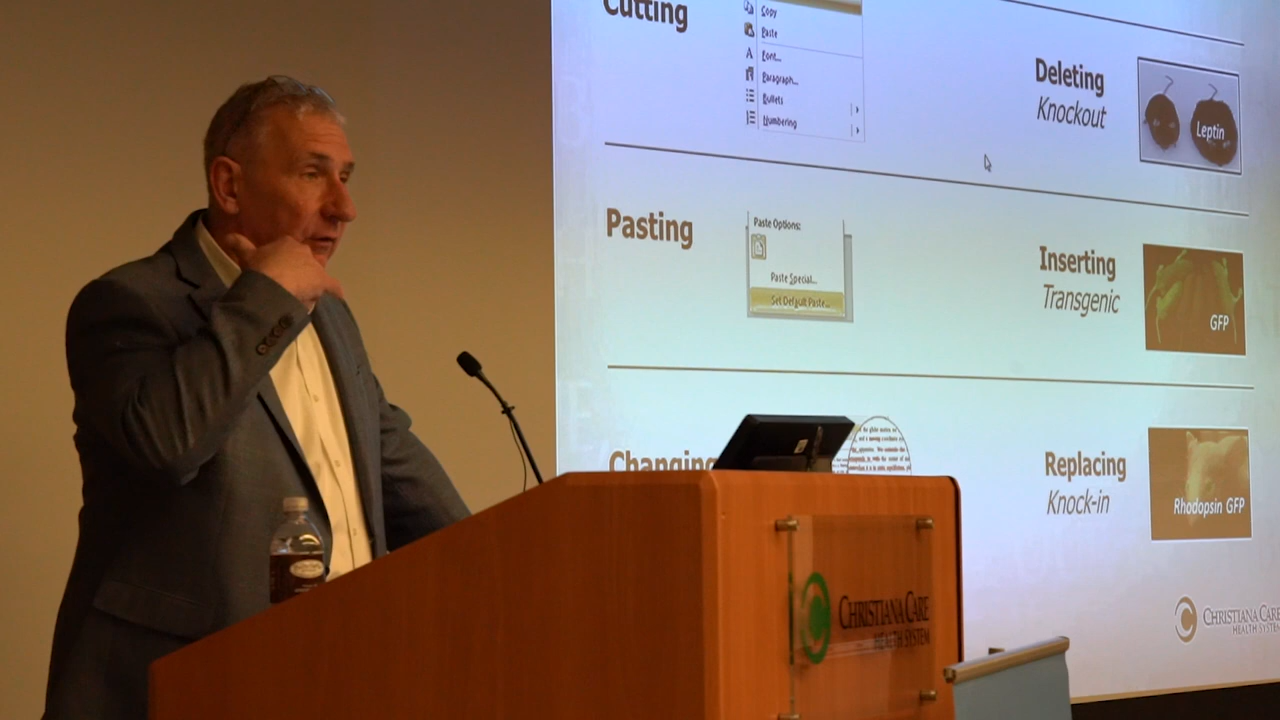 Cutting
Copy
Paste
Font...
Paragraph...
Bullets
Numbering
Deleting
Knockout
Leptin
Pasting
Paste Options:
Paste Special...
Set Default Paste...
Inserting
Transgenic
GFP
Changing
Replacing
Knock-in
Rhodopsin GFP
CHRISTIANA CARE
HEALTH SYSTEM
CHRISTIANA CARE
HEALTH SYSTEM